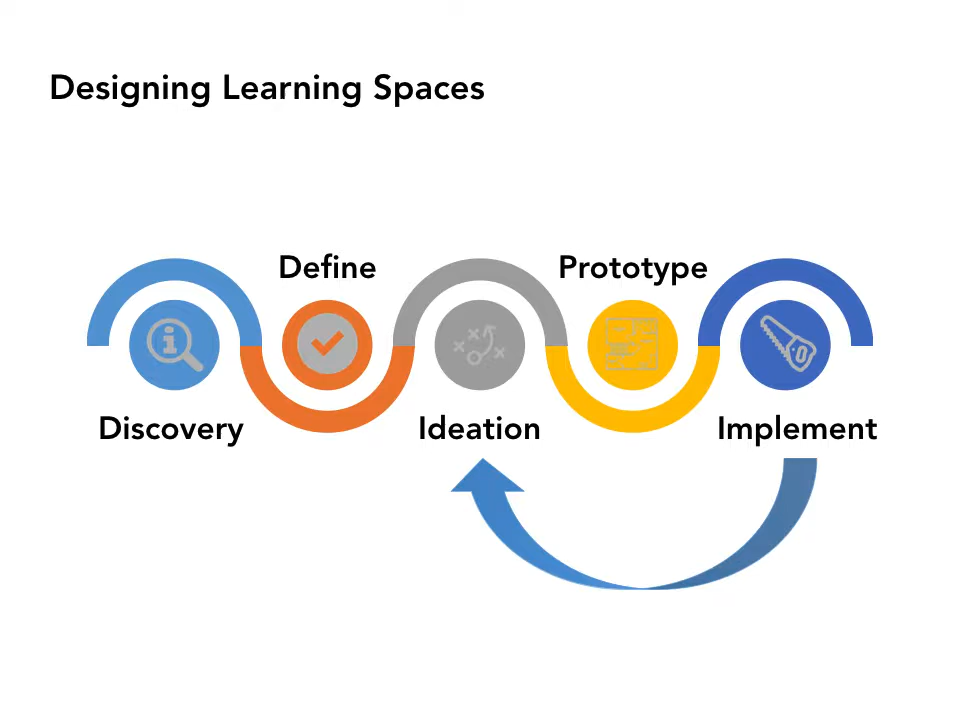 Designing Learning Spaces
Define
Prototype
Discovery
Ideation
Implement